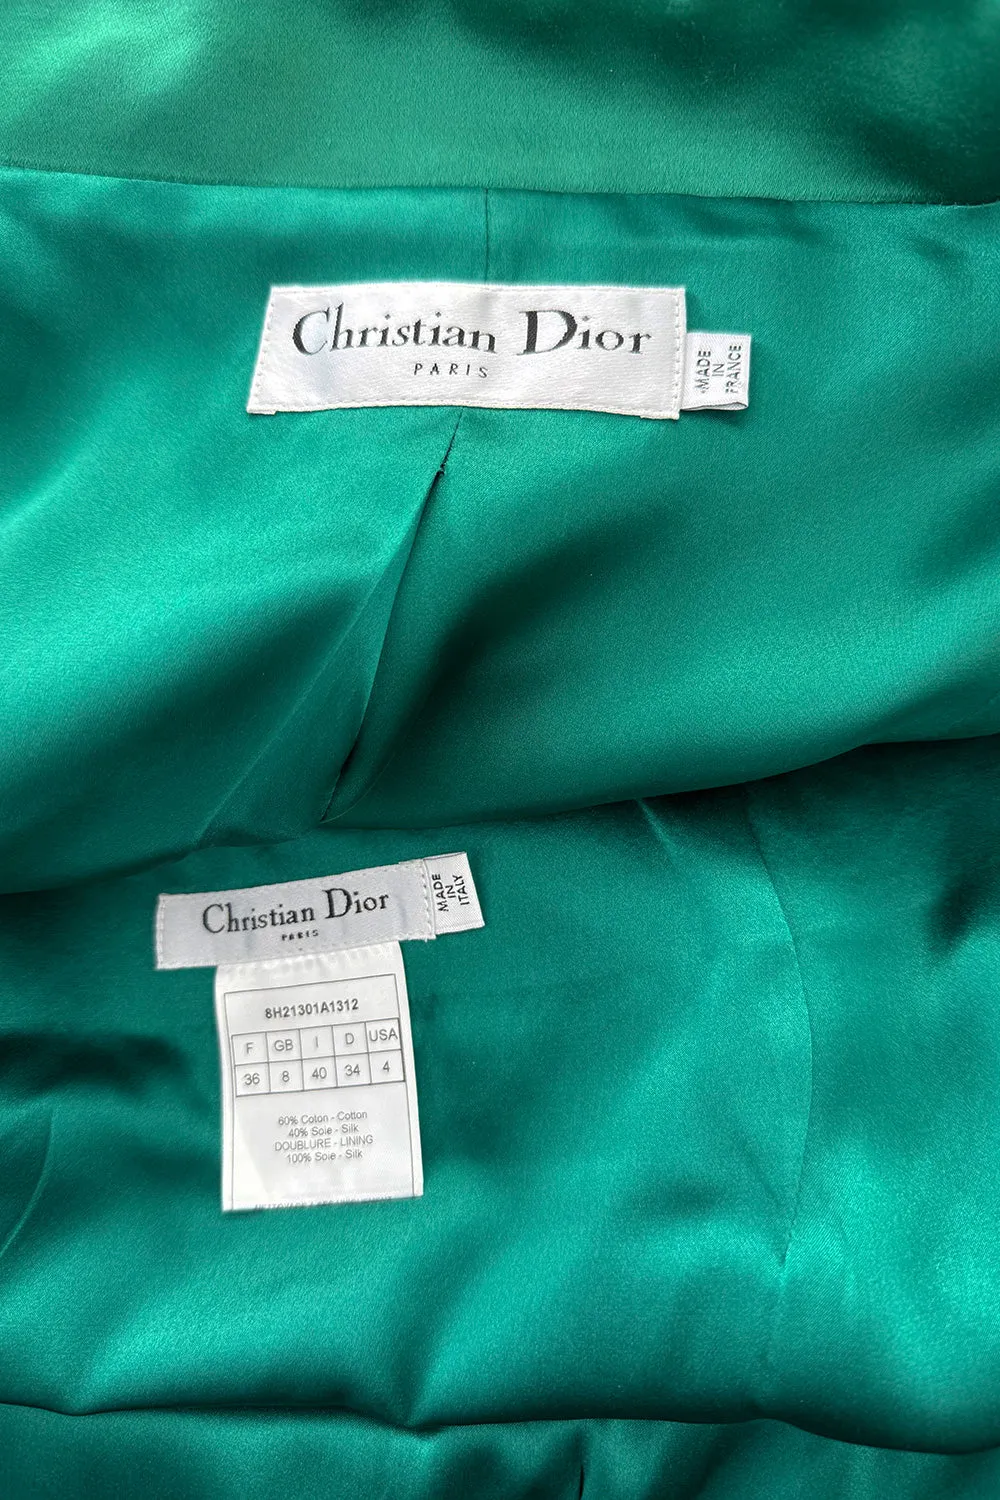 Christian Dior
PARIS
MADE
IN
FRANCE
Christian Dior
PARIS
MADE
IN
ITALY
8H21301A1312
F GB I D USA
36 8 40 34 4
60% Coton - Cotton
40% Soie - Silk
DOUBLURE - LINING
100% Soie - Silk